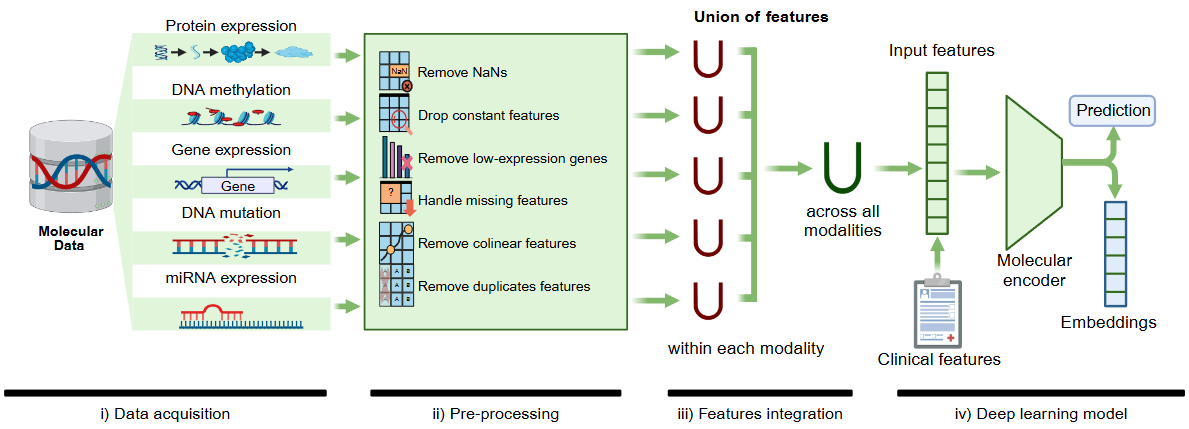 Protein expression
DNA methylation
Gene expression
Gene
DNA mutation
miRNA expression
Molecular
Data
NaN
Remove NaNs
Drop constant features
Remove low-expression genes
?
Handle missing features
Remove colinear features
A B
A B
A B
Remove duplicates features
Union of features
within each modality
across all
modalities
Input features
Clinical features
Molecular
encoder
Prediction
Embeddings
i) Data acquisition
ii) Pre-processing
iii) Features integration
iv) Deep learning model